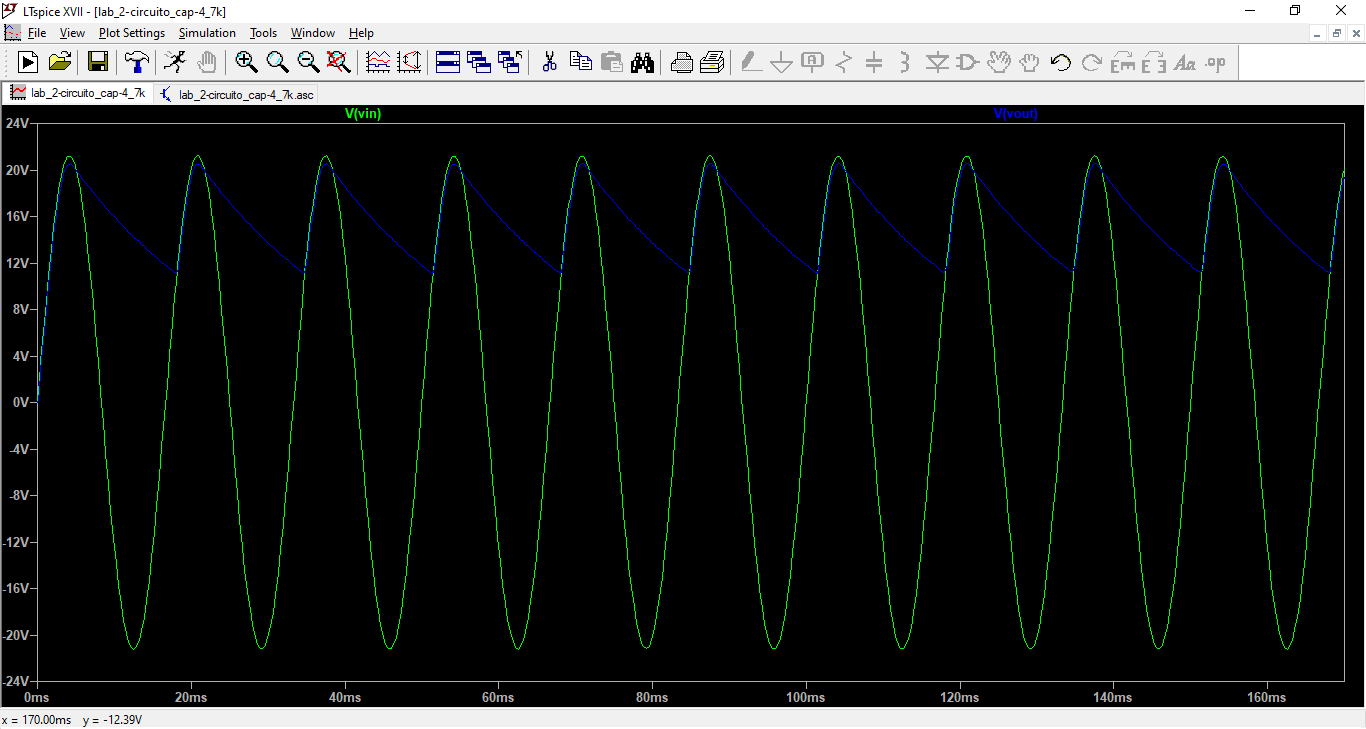 LTspice XVII - [lab_2-circuito_cap-4_7k]
File View Plot Settings Simulation Tools Window Help
lab_2-circuito_cap-4_7k lab_2-circuito_cap-4_7k.asc
V(vin) V(vout)
24V
20V
16V
12V
8V
4V
0V
-4V
-8V
-12V
-16V
-20V
-24V
0ms 20ms 40ms 60ms 80ms 100ms 120ms 140ms 160ms
x = 170.00ms y = -12.39V